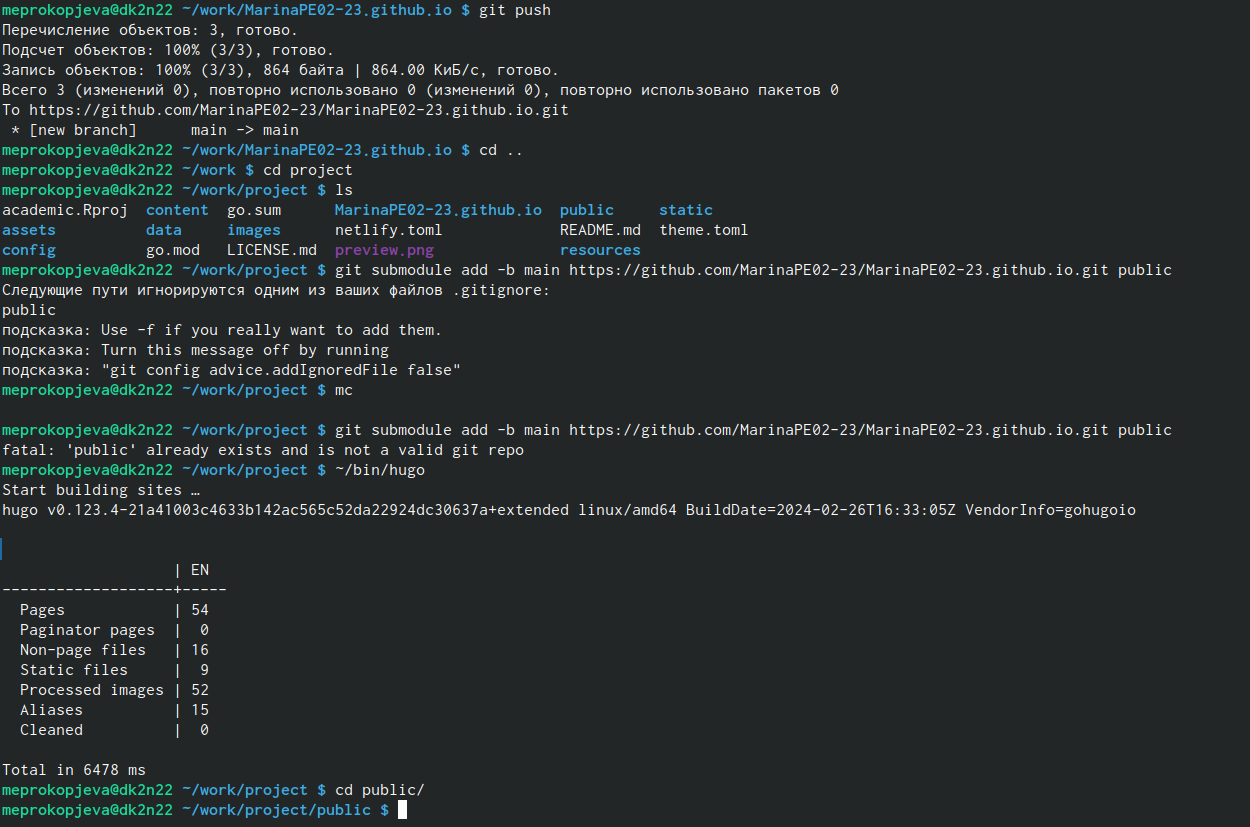 meprokopjeva@dk2n22 ~/work/MarinaPE02-23.github.io $ git push
Перечисление объектов: 3, готово.
Подсчет объектов: 100% (3/3), готово.
Запись объектов: 100% (3/3), 864 байта | 864.00 КиБ/с, готово.
Всего 3 (изменений 0), повторно использовано 0 (изменений 0), повторно использовано пакетов 0
To https://github.com/MarinaPE02-23/MarinaPE02-23.github.io.git
 * [new branch]      main -> main
meprokopjeva@dk2n22 ~/work/MarinaPE02-23.github.io $ cd ..
meprokopjeva@dk2n22 ~/work $ cd project
meprokopjeva@dk2n22 ~/work/project $ ls
academic.Rproj  content  go.sum      MarinaPE02-23.github.io  public     static
assets          data     images      netlify.toml             README.md  theme.toml
config          go.mod   LICENSE.md  preview.png              resources
meprokopjeva@dk2n22 ~/work/project $ git submodule add -b main https://github.com/MarinaPE02-23/MarinaPE02-23.github.io.git public
Следующие пути игнорируются одним из ваших файлов .gitignore:
public
подсказка: Use -f if you really want to add them.
подсказка: Turn this message off by running
подсказка: "git config advice.addIgnoredFile false"
meprokopjeva@dk2n22 ~/work/project $ mc
meprokopjeva@dk2n22 ~/work/project $ git submodule add -b main https://github.com/MarinaPE02-23/MarinaPE02-23.github.io.git public
fatal: 'public' already exists and is not a valid git repo
meprokopjeva@dk2n22 ~/work/project $ ~/bin/hugo
Start building sites …
hugo v0.123.4-21a41003c4633b142ac565c52da22924dc30637a+extended linux/amd64 BuildDate=2024-02-26T16:33:05Z VendorInfo=gohugoio
                   | EN
-------------------+-----
  Pages            | 54
  Paginator pages  |  0
  Non-page files   | 16
  Static files     |  9
  Processed images | 52
  Aliases          | 15
  Cleaned          |  0
Total in 6478 ms
meprokopjeva@dk2n22 ~/work/project $ cd public/
meprokopjeva@dk2n22 ~/work/project/public $